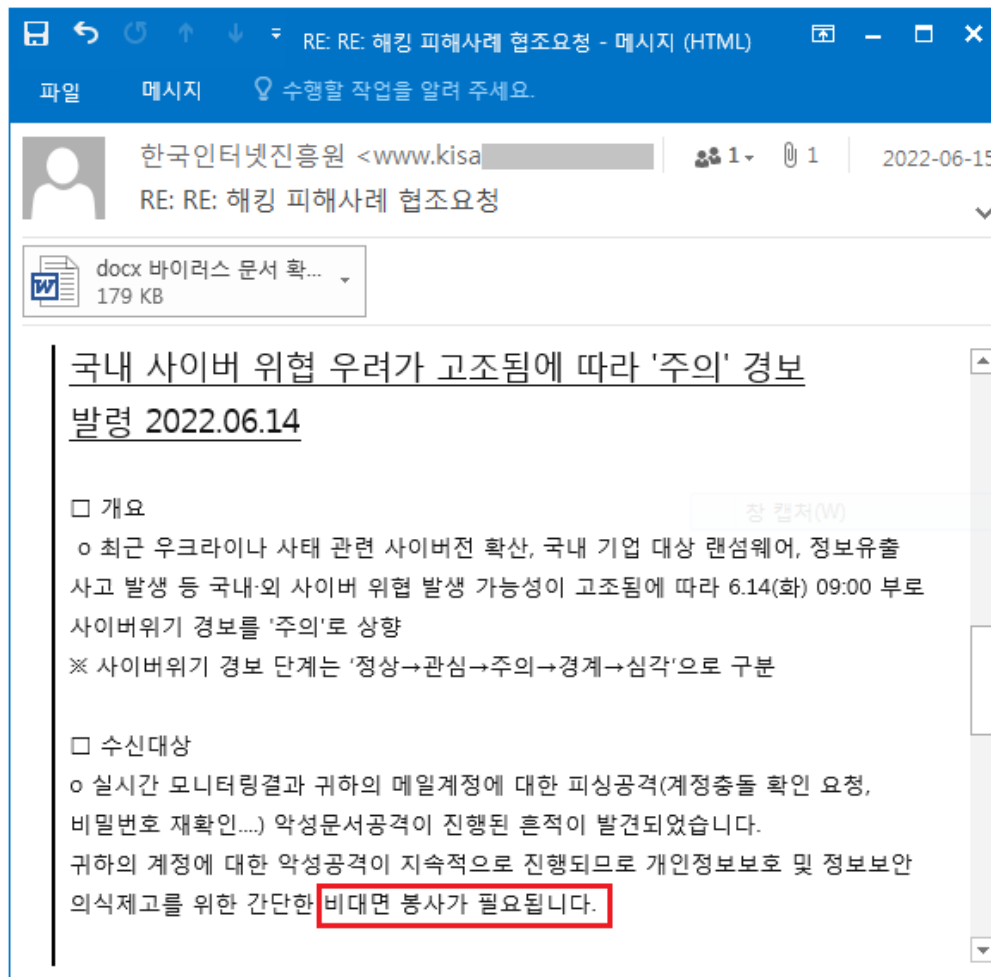 RE: RE: 해킹 피해사례 협조요청 - 메시지 (HTML)
파일 메시지 수행할 작업을 알려 주세요.
한국인터넷진흥원 <www.kisa 1 1 2022-06-15
RE: RE: 해킹 피해사례 협조요청
docx 바이러스 문서 확...
179 KB
국내 사이버 위협 우려가 고조됨에 따라 '주의' 경보
발령 2022.06.14
□ 개요
창 캡처(W)
o 최근 우크라이나 사태 관련 사이버전 확산, 국내 기업 대상 랜섬웨어, 정보유출
사고 발생 등 국내·외 사이버 위협 발생 가능성이 고조됨에 따라 6.14(화) 09:00 부로
사이버위기 경보를 '주의'로 상향
※ 사이버위기 경보 단계는 '정상→관심→주의→경계→심각'으로 구분
□ 수신대상
o 실시간 모니터링결과 귀하의 메일계정에 대한 피싱공격(계정충돌 확인 요청,
비밀번호 재확인....) 악성문서공격이 진행된 흔적이 발견되었습니다.
귀하의 계정에 대한 악성공격이 지속적으로 진행되므로 개인정보보호 및 정보보안
의식제고를 위한 간단한 비대면 봉사가 필요됩니다.